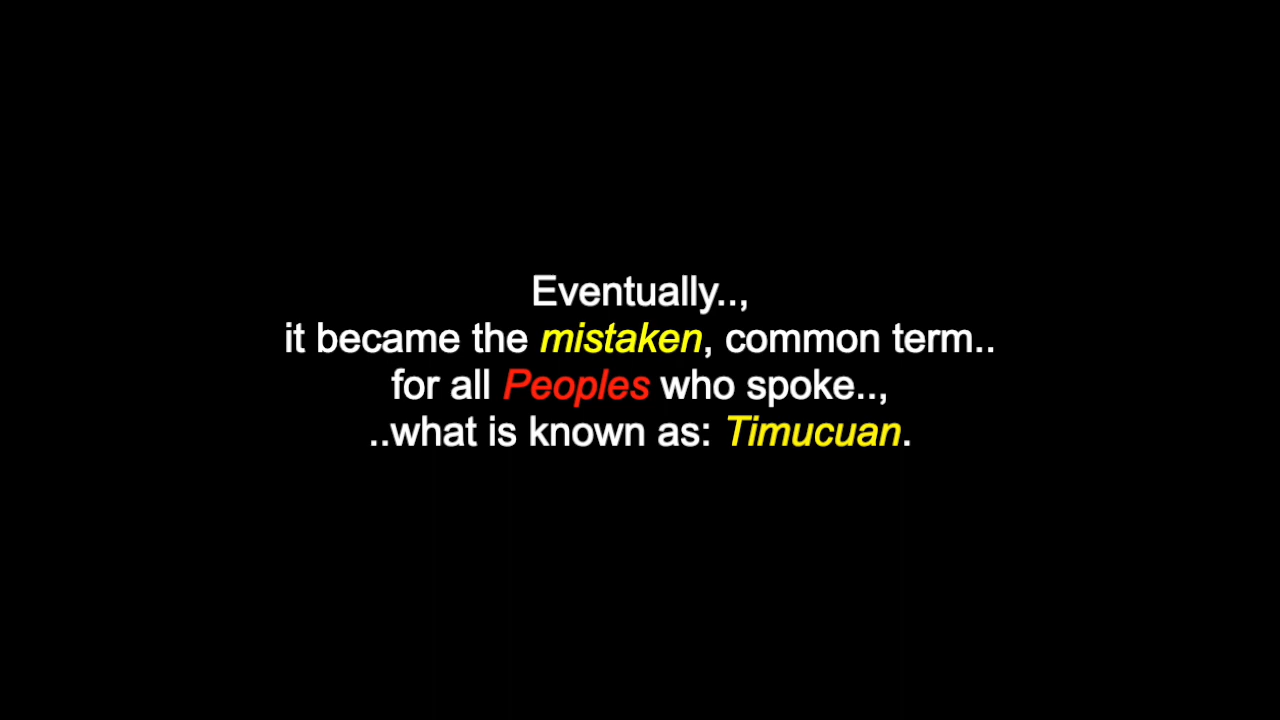 Eventually..,
it became the mistaken, common term..
for all Peoples who spoke..,
..what is known as: Timucuan.